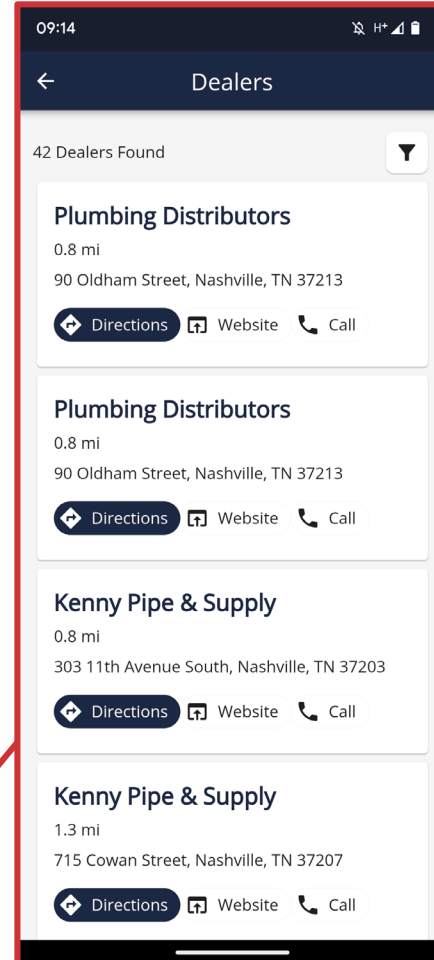 09:14
H+
Dealers
42 Dealers Found
Plumbing Distributors
0.8 mi
90 Oldham Street, Nashville, TN 37213
Directions Website Call
Plumbing Distributors
0.8 mi
90 Oldham Street, Nashville, TN 37213
Directions Website Call
Kenny Pipe & Supply
0.8 mi
303 11th Avenue South, Nashville, TN 37203
Directions Website Call
Kenny Pipe & Supply
1.3 mi
715 Cowan Street, Nashville, TN 37207
Directions Website Call